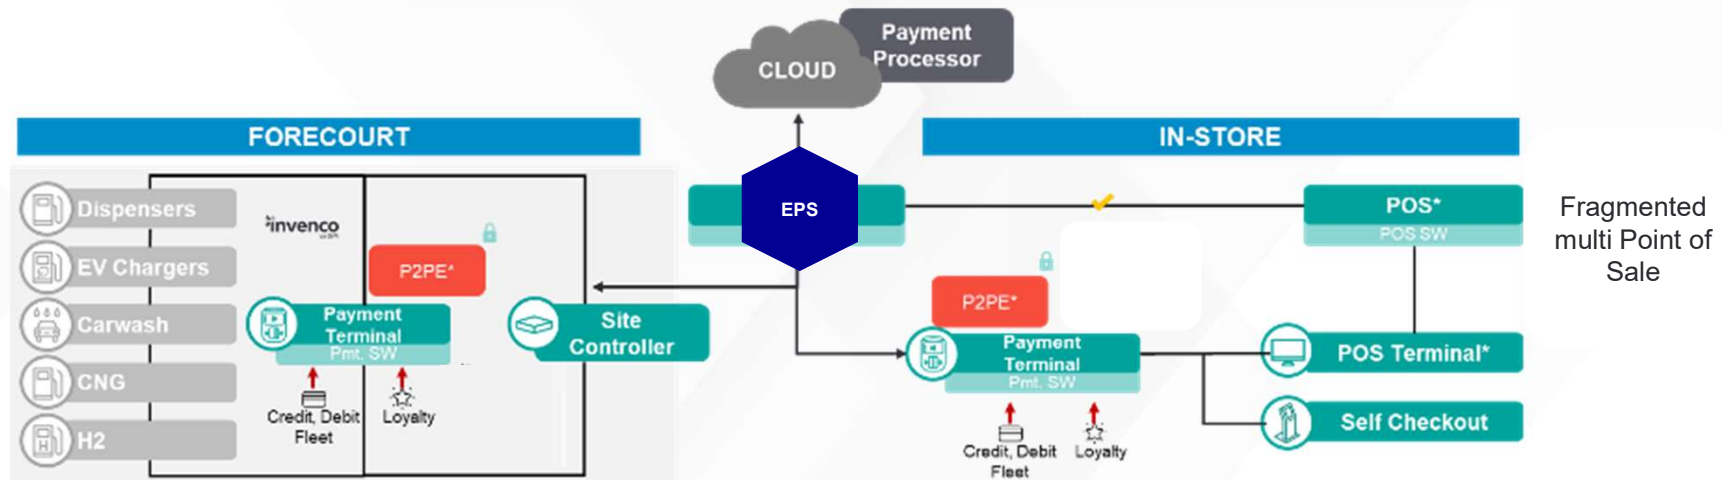 Payment
Processor
CLOUD
FORECOURT
IN-STORE
Dispensers
EV Chargers
Carwash
CNG
H2
invenco
P2PE*
Payment
Terminal
Pmt. SW
Credit, Debit
Fleet
Loyalty
Site
Controller
EPS
POS*
POS SW
P2PE*
Payment
Terminal
Pmt. SW
Credit, Debit
Fleet
Loyalty
POS Terminal*
Self Checkout
Fragmented
multi Point of
Sale